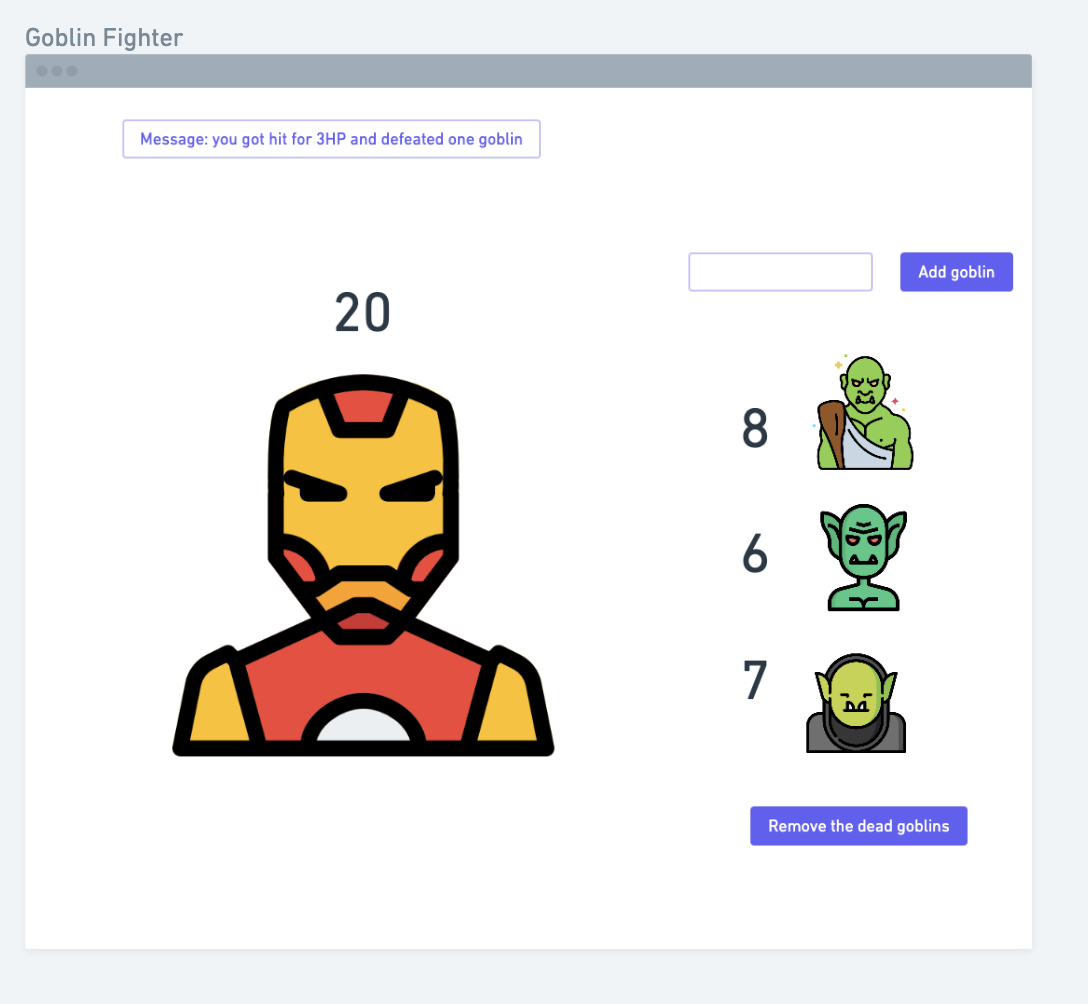 Goblin Fighter
Message: you got hit for 3HP and defeated one goblin
Add goblin
20
8
6
7
Remove the dead goblins